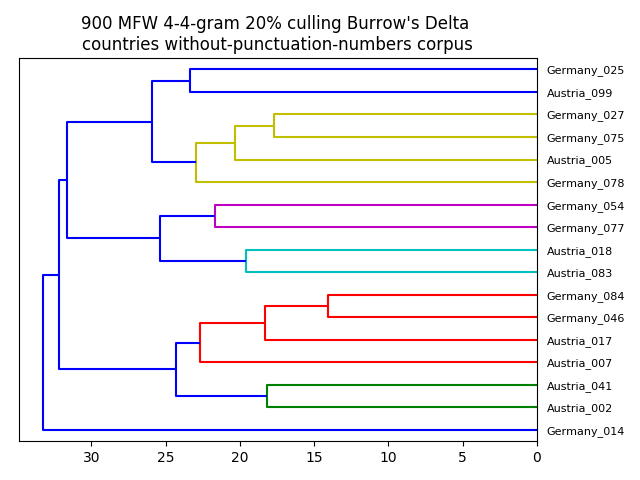 900 MFW 4-4-gram 20% culling Burrow's Delta
countries without-punctuation-numbers corpus
Germany_025
Austria_099
Germany_027
Germany_075
Austria_005
Germany_078
Germany_054
Germany_077
Austria_018
Austria_083
Germany_084
Germany_046
Austria_017
Austria_007
Austria_041
Austria_002
Germany_014
30 25 20 15 10 5 0